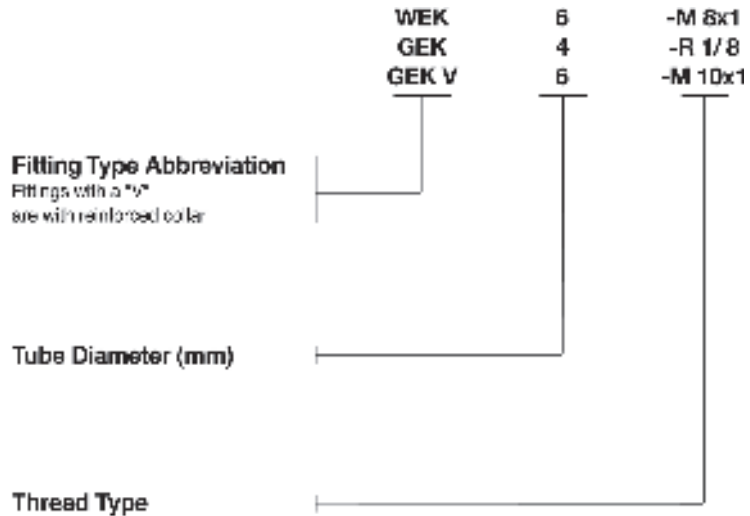 WEK 6 -M 8x1
GEK 4 -R 1/8
GEK V 6 -M 10x1
Fitting Type Abbreviation
Fittings with a "V"
are with reinforced collar
Tube Diameter (mm)
Thread Type